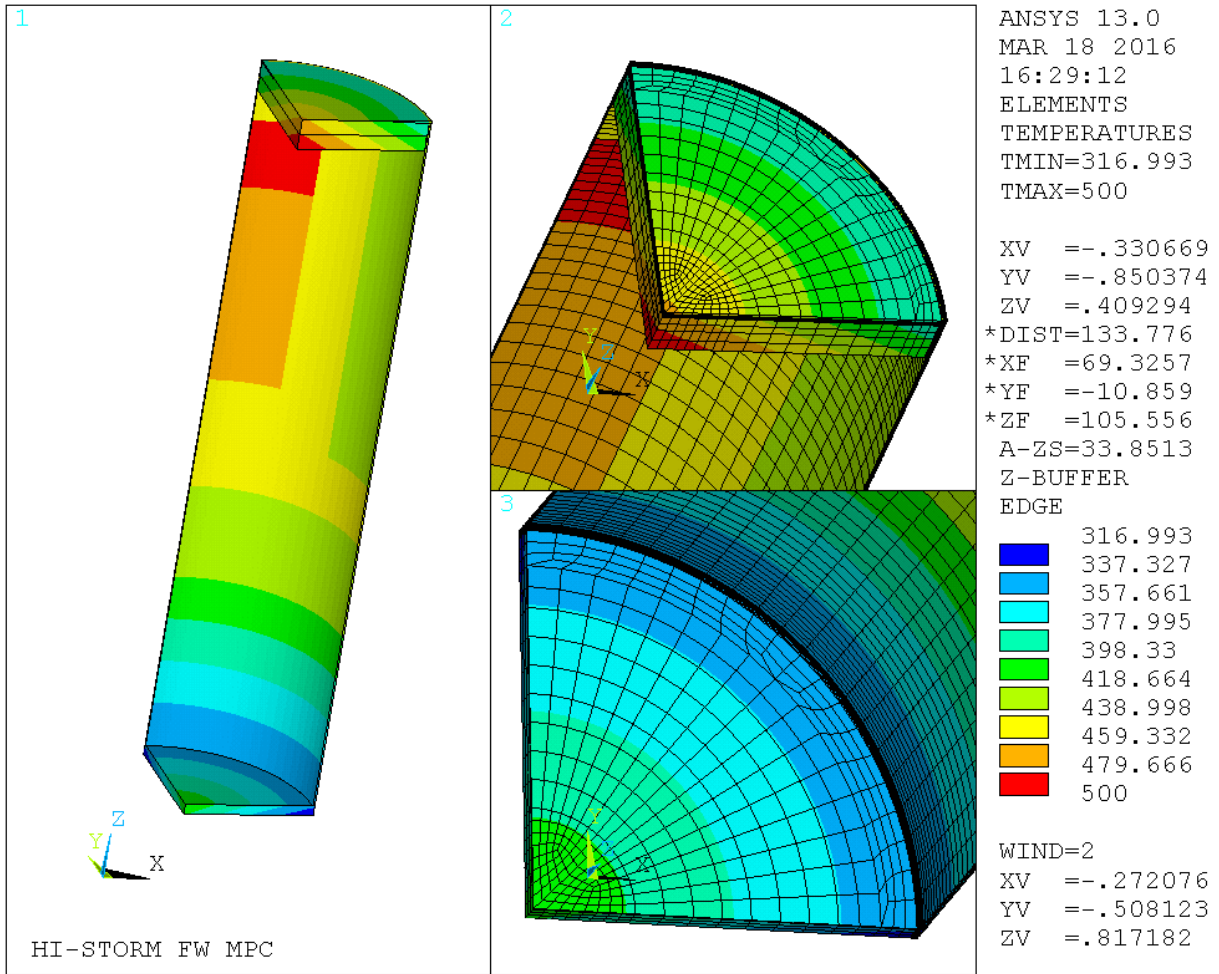 1
Z
Y
X
HI-STORM FW MPC
2
Y
Z
X
3
Y
X
ANSYS 13.0
MAR 18 2016
16:29:12
ELEMENTS
TEMPERATURES
TMIN=316.993
TMAX=500
XV =-.330669
YV =-.850374
ZV =.409294
*DIST=133.776
*XF =69.3257
*YF =-10.859
*ZF =105.556
A-ZS=33.8513
Z-BUFFER
EDGE
316.993
337.327
357.661
377.995
398.33
418.664
438.998
459.332
479.666
500
WIND=2
XV =-.272076
YV =-.508123
ZV =.817182